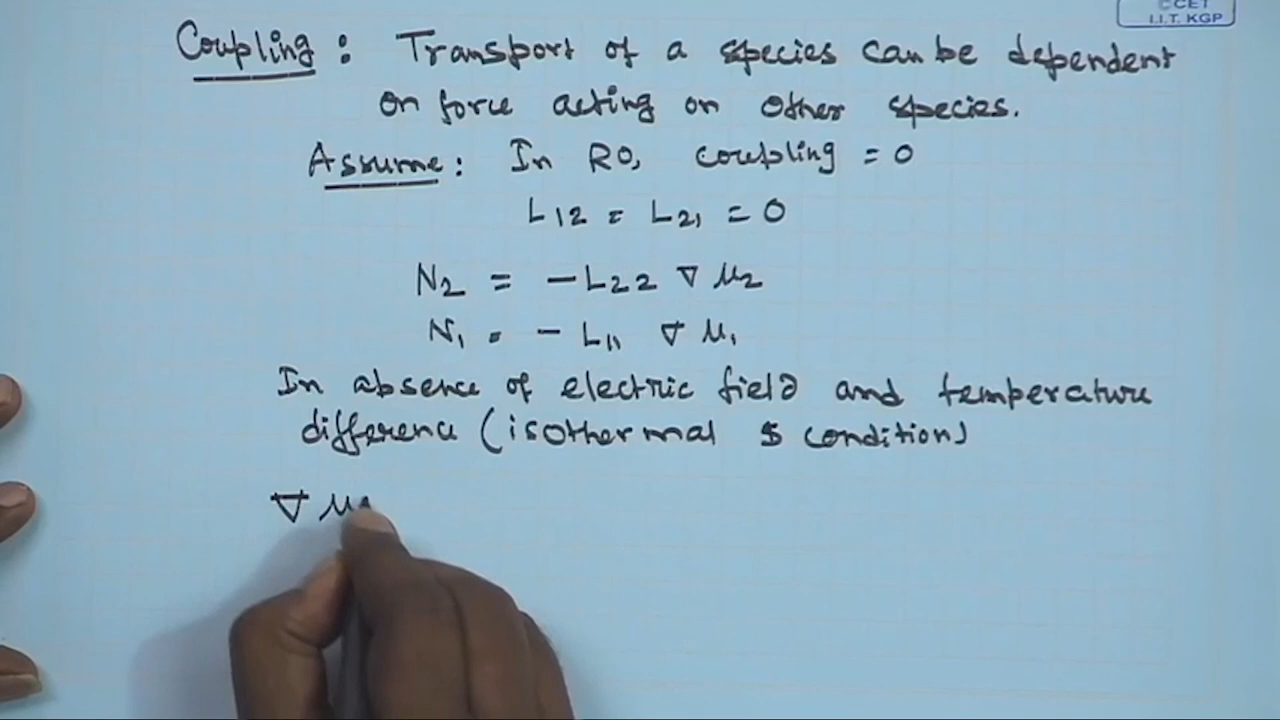 © CET
I.I.T. KGP
Coupling : Transport of a species can be dependent
on force acting on other species.
Assume : In RO, coupling = 0
L12 = L21 = 0
N2 = - L22 ∇ μ2
N1 = - L11 ∇ μ1
In absence of electric field and temperature
difference (isothermal $ condition)
∇ μ